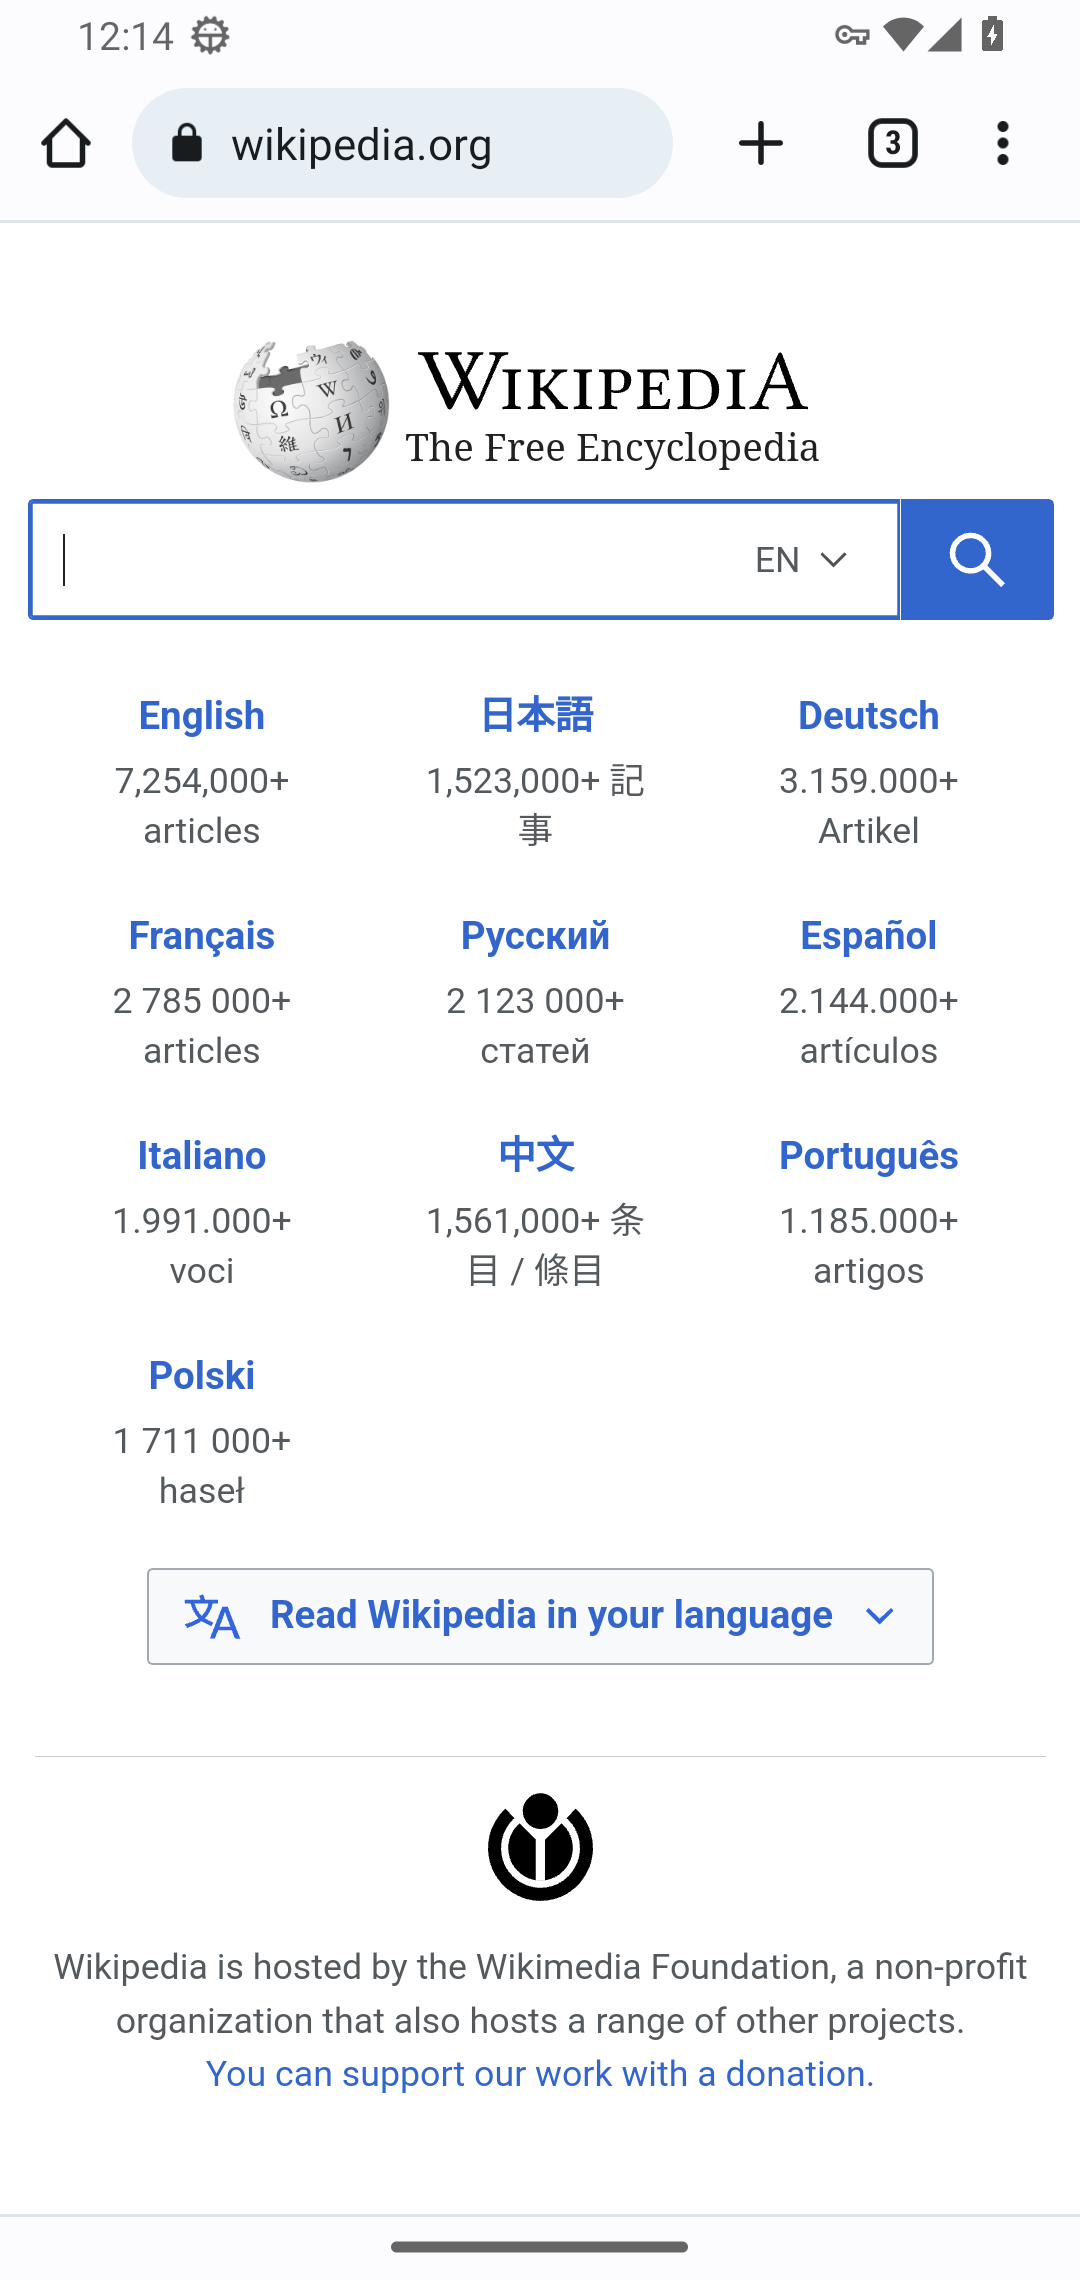 12:14
wikipedia.org
3
WIKIPEDIA
The Free Encyclopedia
EN
English
7,254,000+
articles
日本語
1,523,000+ 記
事
Deutsch
3.159.000+
Artikel
Français
2 785 000+
articles
Русский
2 123 000+
статей
Español
2.144.000+
artículos
Italiano
1.991.000+
voci
中文
1,561,000+ 条
目 / 條目
Português
1.185.000+
artigos
Polski
1 711 000+
haseł
Read Wikipedia in your language
Wikipedia is hosted by the Wikimedia Foundation, a non-profit
organization that also hosts a range of other projects.
You can support our work with a donation.